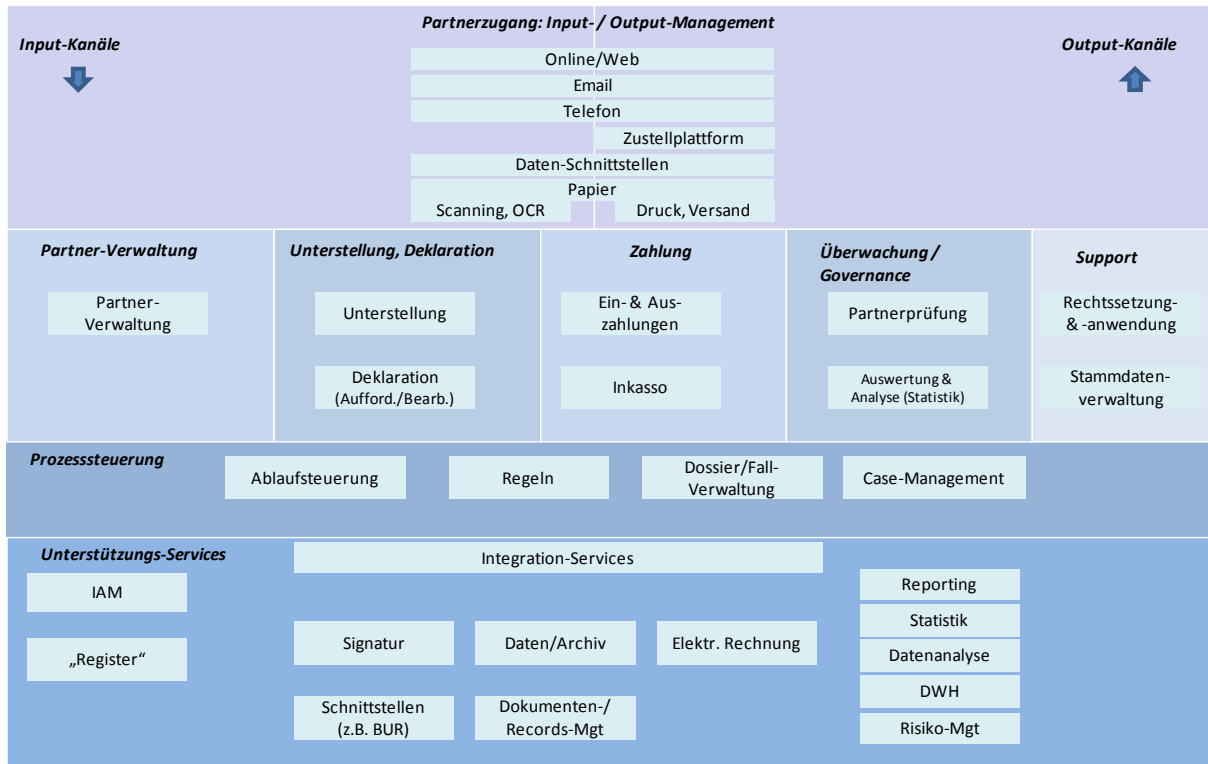 Partnerzugang: Input- / Output-Management
Input-Kanäle
Output-Kanäle
Online/Web
Email
Telefon
Zustellplattform
Daten-Schnittstellen
Papier
Scanning, OCR
Druck, Versand
Partner-Verwaltung
Partner-
Verwaltung
Unterstellung, Deklaration
Unterstellung
Deklaration
(Aufford./Bearb.)
Zahlung
Ein- & Aus-
zahlungen
Inkasso
Überwachung /
Governance
Partnerprüfung
Auswertung &
Analyse (Statistik)
Support
Rechtssetzung-
& -anwendung
Stammdaten-
verwaltung
Prozesssteuerung
Ablaufsteuerung
Regeln
Dossier/Fall-
Verwaltung
Case-Management
Unterstützungs-Services
IAM
„Register“
Integration-Services
Signatur
Daten/Archiv
Elektr. Rechnung
Schnittstellen
(z.B. BUR)
Dokumenten-/
Records-Mgt
Reporting
Statistik
Datenanalyse
DWH
Risiko-Mgt